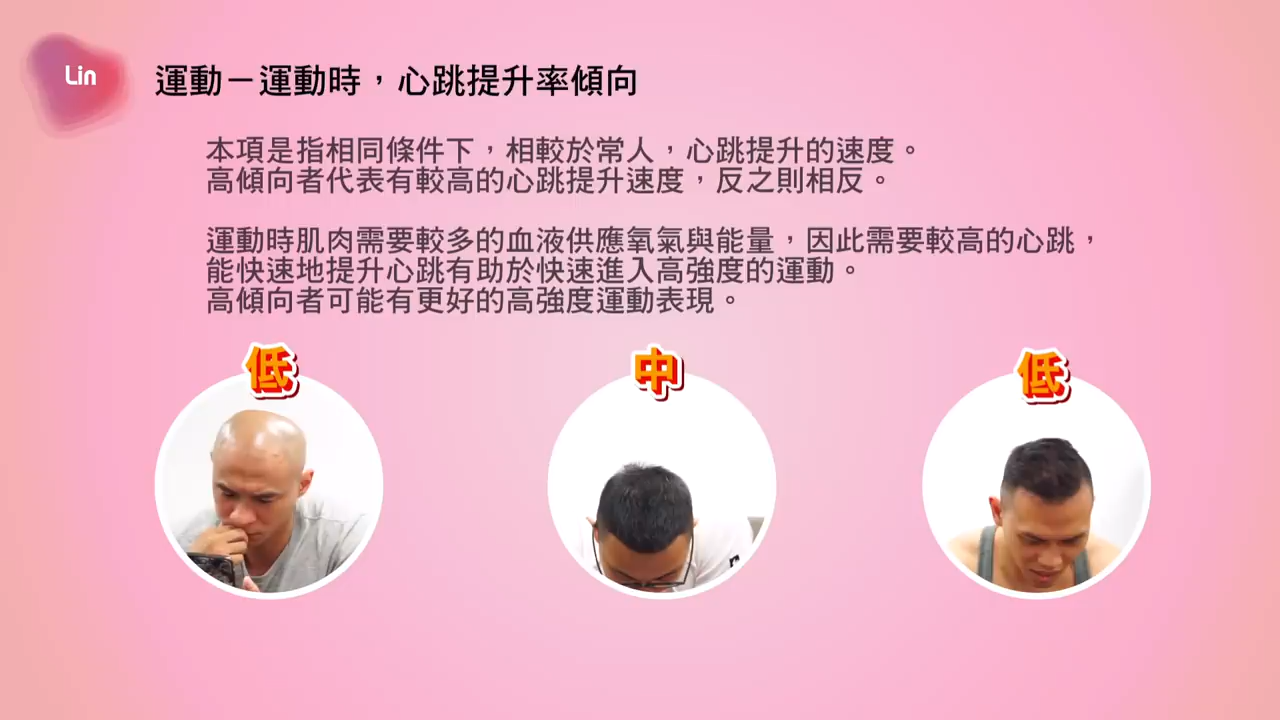 Lin
運動－運動時，心跳提升率傾向
本項是指相同條件下，相較於常人，心跳提升的速度。
高傾向者代表有較高的心跳提升速度，反之則相反。
運動時肌肉需要較多的血液供應氧氣與能量，因此需要較高的心跳，
能快速地提升心跳有助於快速進入高強度的運動。
高傾向者可能有更好的高強度運動表現。
低
中
低